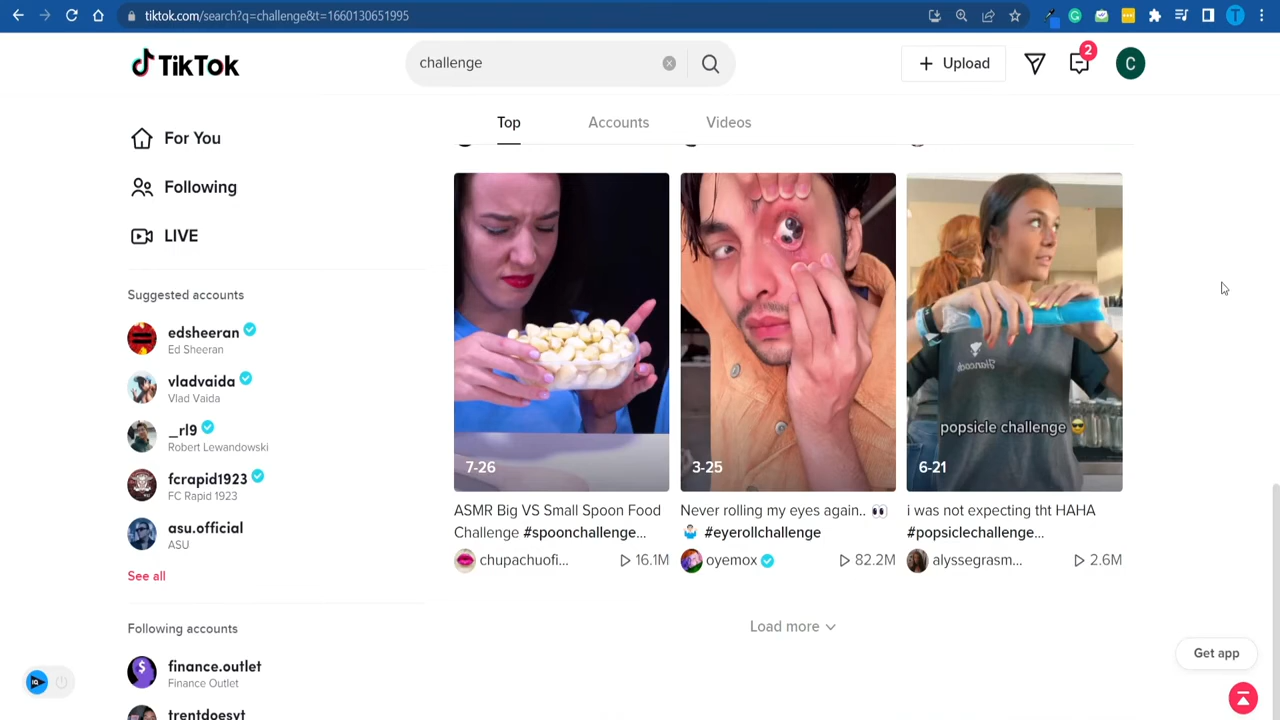 tiktok.com/search?q=challenge&t=1660130651995
TikTok
challenge
Upload
2
C
Top
Accounts
Videos
For You
Following
LIVE
Suggested accounts
edsheeran
Ed Sheeran
vladvaida
Vlad Vaida
_rl9
Robert Lewandowski
fcrapid1923
FC Rapid 1923
asu.official
ASU
See all
Following accounts
finance.outlet
Finance Outlet
trentdoesyt
7-26
ASMR Big VS Small Spoon Food
Challenge #spoonchallenge...
chupachuofi...
16.1M
3-25
Never rolling my eyes again.. 👀
🤷‍♂️ #eyerollchallenge
oyemox
82.2M
popsicle challenge 😎
6-21
i was not expecting tht HAHA
#popsiclechallenge...
alyssegrasm...
2.6M
Load more
Get app